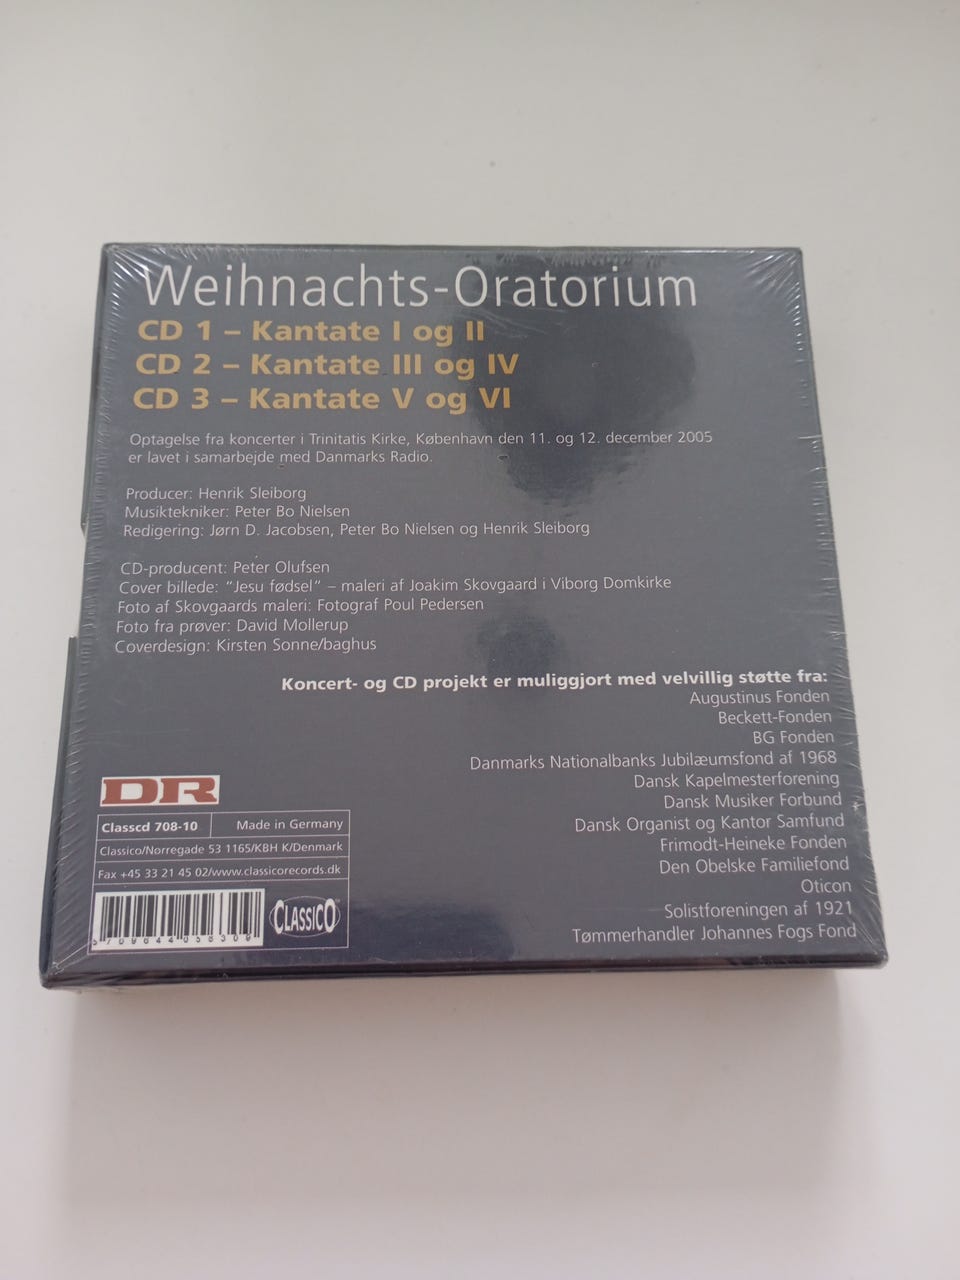 Weihnachts-Oratorium
CD 1 – Kantate I og II
CD 2 – Kantate III og IV
CD 3 – Kantate V og VI
Optagelse fra koncerter i Trinitatis Kirke, København den 11. og 12. december 2005
er lavet i samarbejde med Danmarks Radio.
Producer: Henrik Sleiborg
Musiktekniker: Peter Bo Nielsen
Redigering: Jørn D. Jacobsen, Peter Bo Nielsen og Henrik Sleiborg
CD-producent: Peter Olufsen
Cover billede: "Jesu fødsel" – maleri af Joakim Skovgaard i Viborg Domkirke
Foto af Skovgaards maleri: Fotograf Poul Pedersen
Foto fra prøver: David Mollerup
Coverdesign: Kirsten Sonne/baghus
Koncert- og CD projekt er muliggjort med velvillig støtte fra:
Augustinus Fonden
Beckett-Fonden
BG Fonden
Danmarks Nationalbanks Jubilæumsfond af 1968
Dansk Kapelmesterforening
Dansk Musiker Forbund
Dansk Organist og Kantor Samfund
Frimodt-Heineke Fonden
Den Obelske Familiefond
Oticon
Solistforeningen af 1921
Tømmerhandler Johannes Fogs Fond
DR
Classcd 708-10 Made in Germany
Classico/Nørregade 53 1165/KBH K/Denmark
Fax +45 33 21 45 02/www.classicorecords.dk
CLASSICO
5 709644 058309